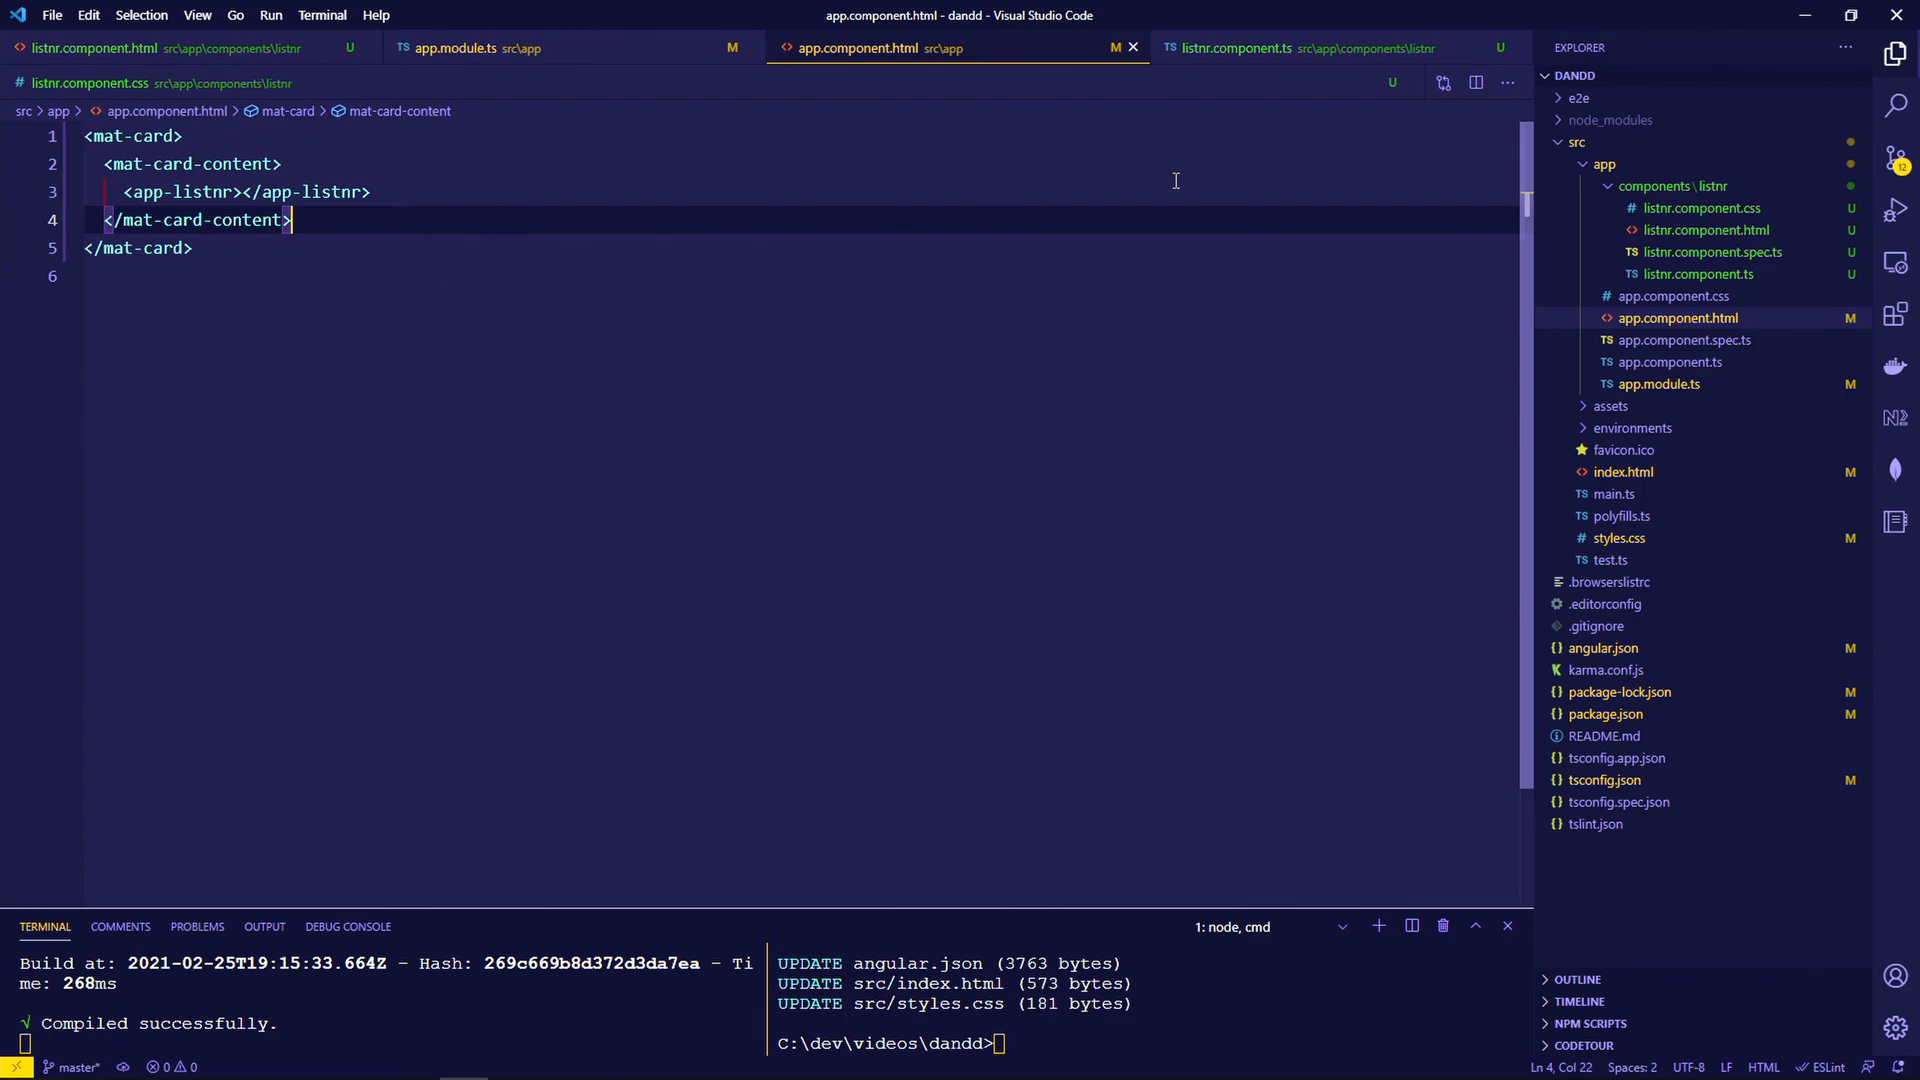 File Edit Selection View Go Run Terminal Help
app.component.html - dandd - Visual Studio Code
listnr.component.html src\app\components\listnr U
app.module.ts src\app M
app.component.html src\app M
listnr.component.ts src\app\components\listnr U
listnr.component.css src\app\components\listnr U
src > app > app.component.html > mat-card > mat-card-content
1 <mat-card>
2 <mat-card-content>
3 <app-listnr></app-listnr>
4 </mat-card-content>
5 </mat-card>
6
EXPLORER
DANDD
e2e
node_modules
src
app
components\listnr
listnr.component.css U
listnr.component.html U
listnr.component.spec.ts U
listnr.component.ts U
app.component.css
app.component.html M
app.component.spec.ts
app.component.ts
app.module.ts M
assets
environments
favicon.ico
index.html M
main.ts
polyfills.ts
styles.css M
test.ts
.browserslistrc
.editorconfig
.gitignore
angular.json M
karma.conf.js
package-lock.json M
package.json M
README.md
tsconfig.app.json
tsconfig.json M
tsconfig.spec.json
tslint.json
OUTLINE
TIMELINE
NPM SCRIPTS
CODETOUR
12
TERMINAL COMMENTS PROBLEMS OUTPUT DEBUG CONSOLE
1: node, cmd
Build at: 2021-02-25T19:15:33.664Z - Hash: 269c669b8d372d3da7ea - Ti
me: 268ms
√ Compiled successfully.
UPDATE angular.json (3763 bytes)
UPDATE src/index.html (573 bytes)
UPDATE src/styles.css (181 bytes)
C:\dev\videos\dandd>
master* 0 0
Ln 4, Col 22 Spaces: 2 UTF-8 LF HTML ESLint